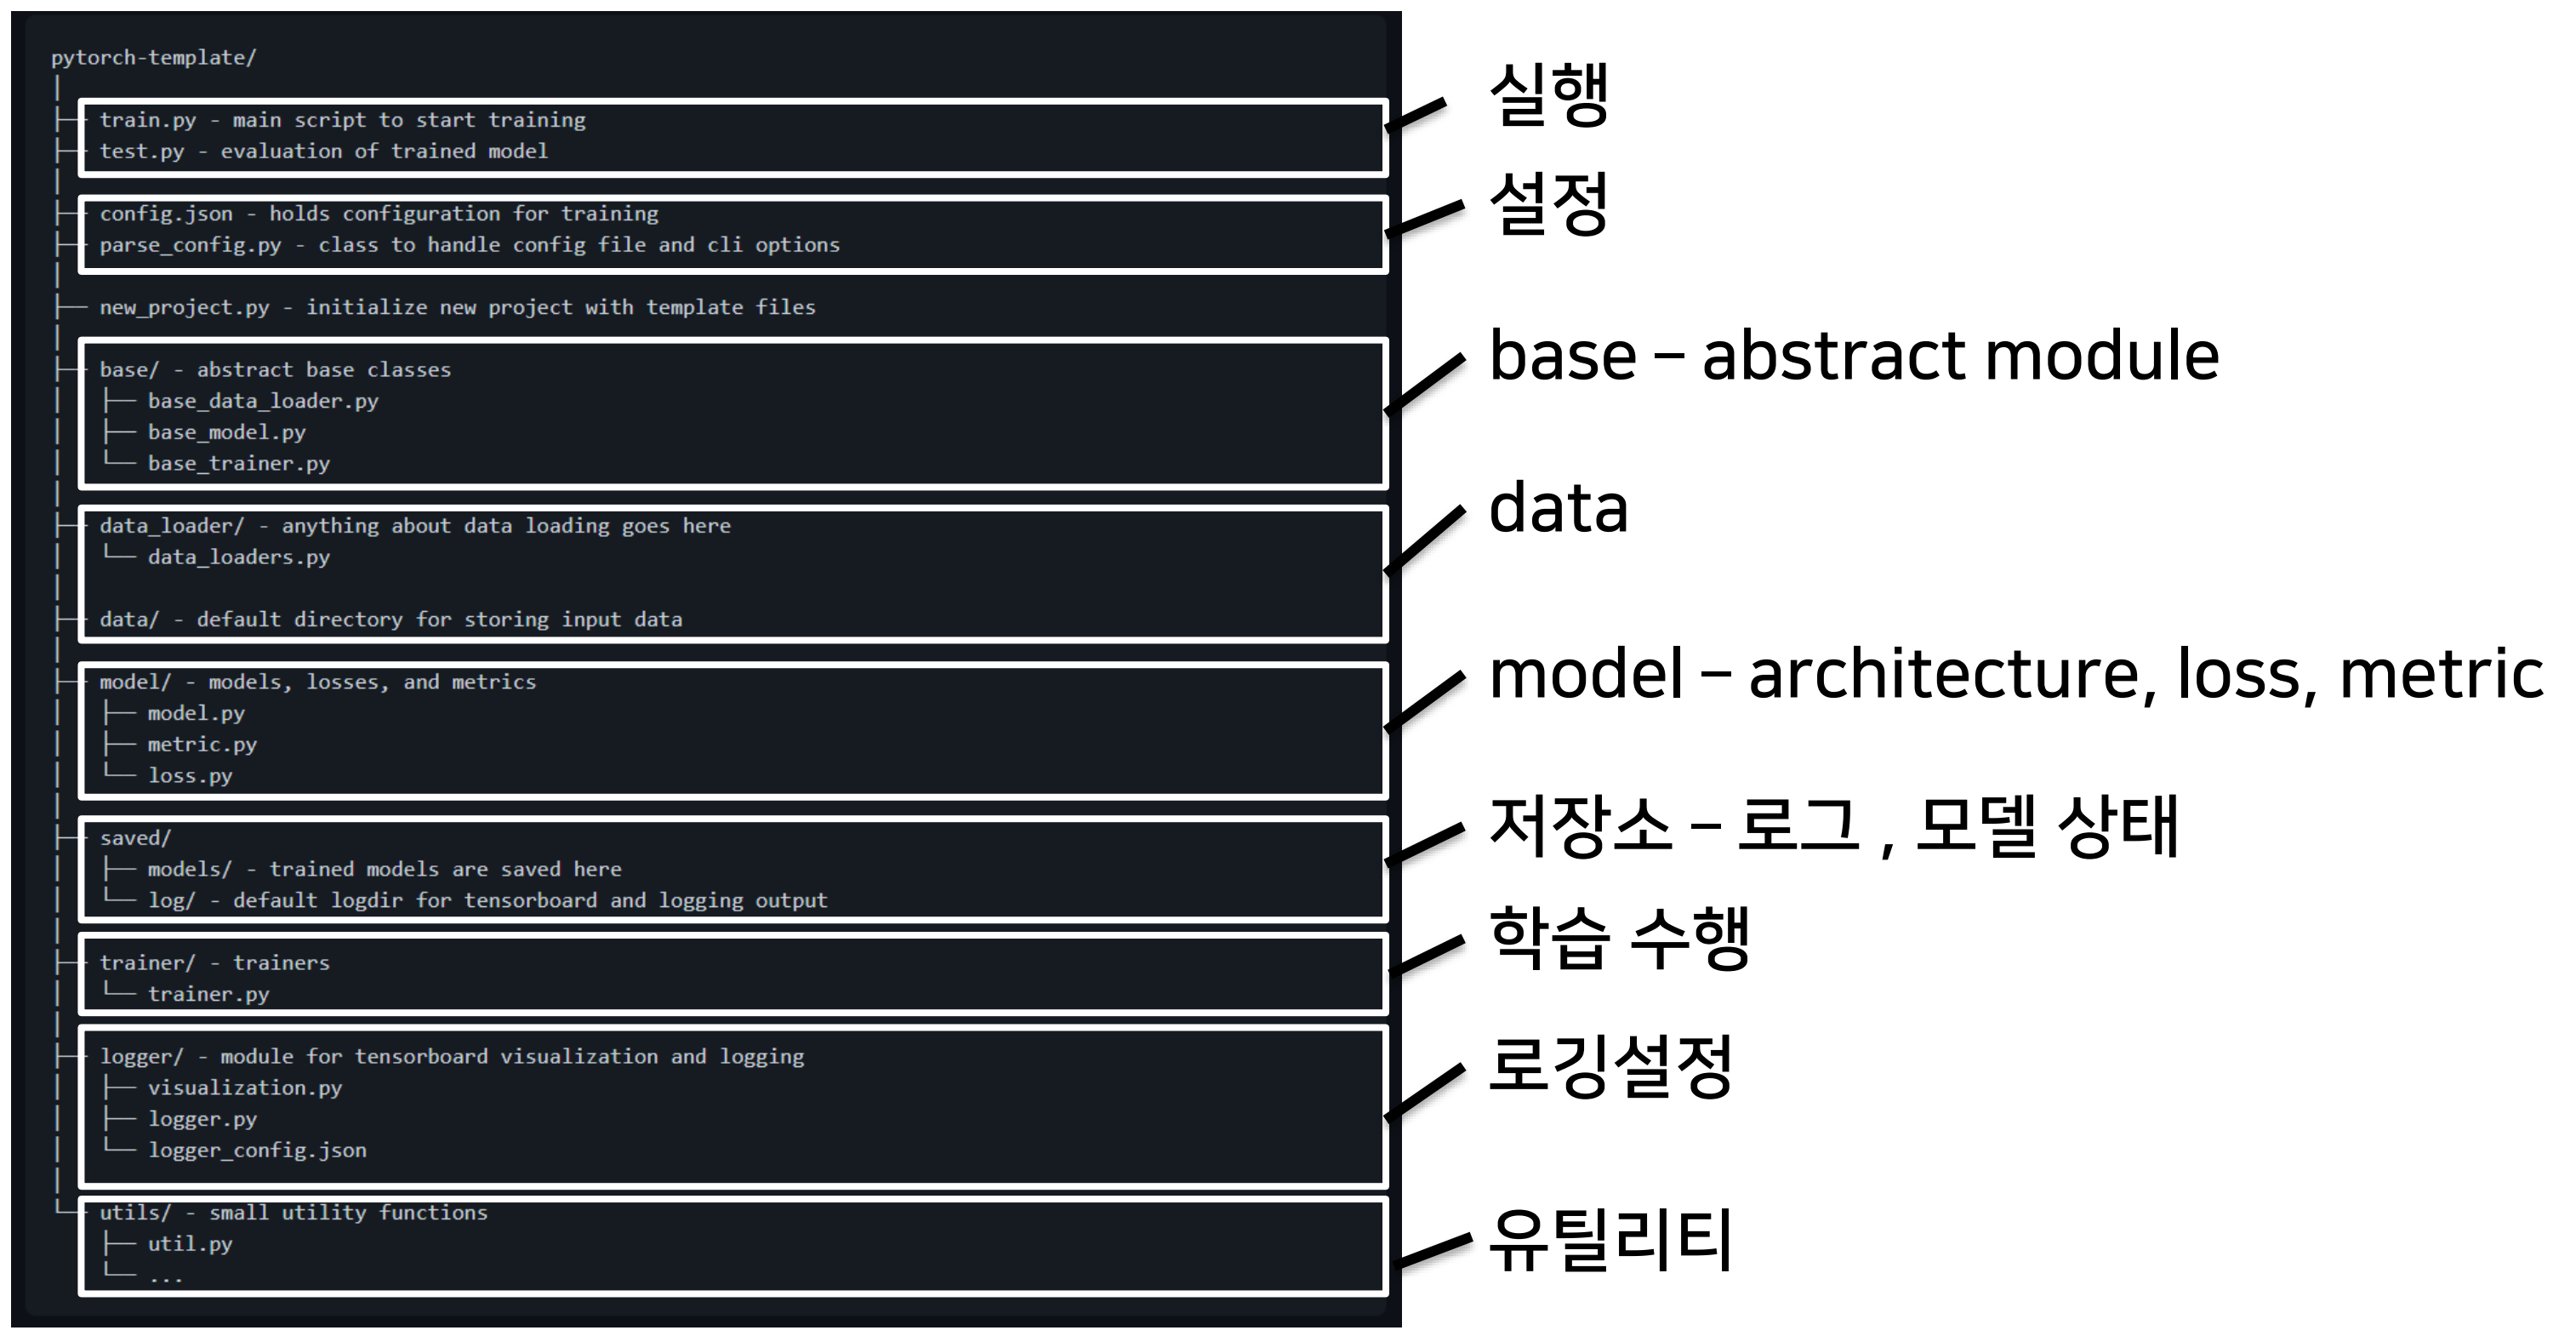 pytorch-template/
│
├── train.py - main script to start training
├── test.py - evaluation of trained model
│
├── config.json - holds configuration for training
├── parse_config.py - class to handle config file and cli options
│
├── new_project.py - initialize new project with template files
│
├── base/ - abstract base classes
│   ├── base_data_loader.py
│   ├── base_model.py
│   └── base_trainer.py
│
├── data_loader/ - anything about data loading goes here
│   └── data_loaders.py
│
├── data/ - default directory for storing input data
│
├── model/ - models, losses, and metrics
│   ├── model.py
│   ├── metric.py
│   └── loss.py
│
├── saved/
│   ├── models/ - trained models are saved here
│   └── log/ - default logdir for tensorboard and logging output
│
├── trainer/ - trainers
│   └── trainer.py
│
├── logger/ - module for tensorboard visualization and logging
│   ├── visualization.py
│   ├── logger.py
│   └── logger_config.json
│
└── utils/ - small utility functions
    ├── util.py
    └── ...
실행
설정
base – abstract module
data
model – architecture, loss, metric
저장소 – 로그 , 모델 상태
학습 수행
로깅설정
유틸리티